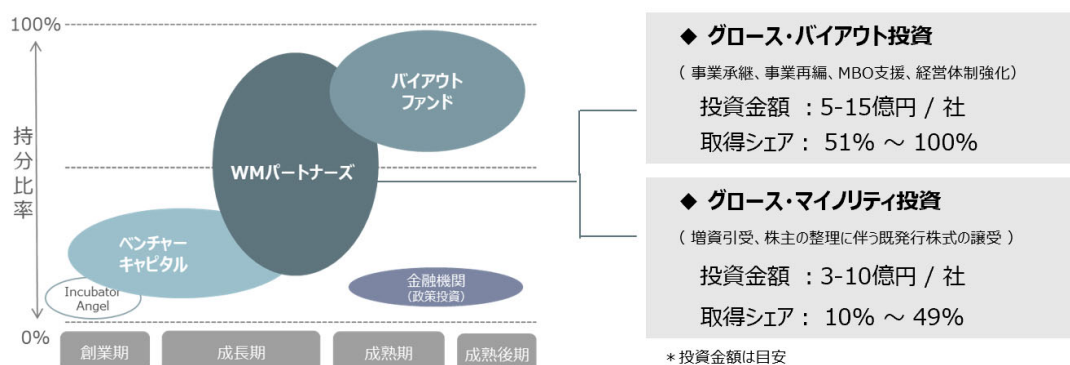 100%
持分比率
0%
バイアウト
ファンド
WMパートナーズ
ベンチャー
キャピタル
Incubator
Angel
金融機関
(政策投資)
創業期
成長期
成熟期
成熟後期
◆ グロース・バイアウト投資
( 事業承継、事業再編、MBO支援、経営体制強化)
投資金額 : 5-15億円 / 社
取得シェア : 51% ～ 100%
◆ グロース・マイノリティ投資
( 増資引受、株主の整理に伴う既発行株式の譲受 )
投資金額 : 3-10億円 / 社
取得シェア : 10% ～ 49%
* 投資金額は目安